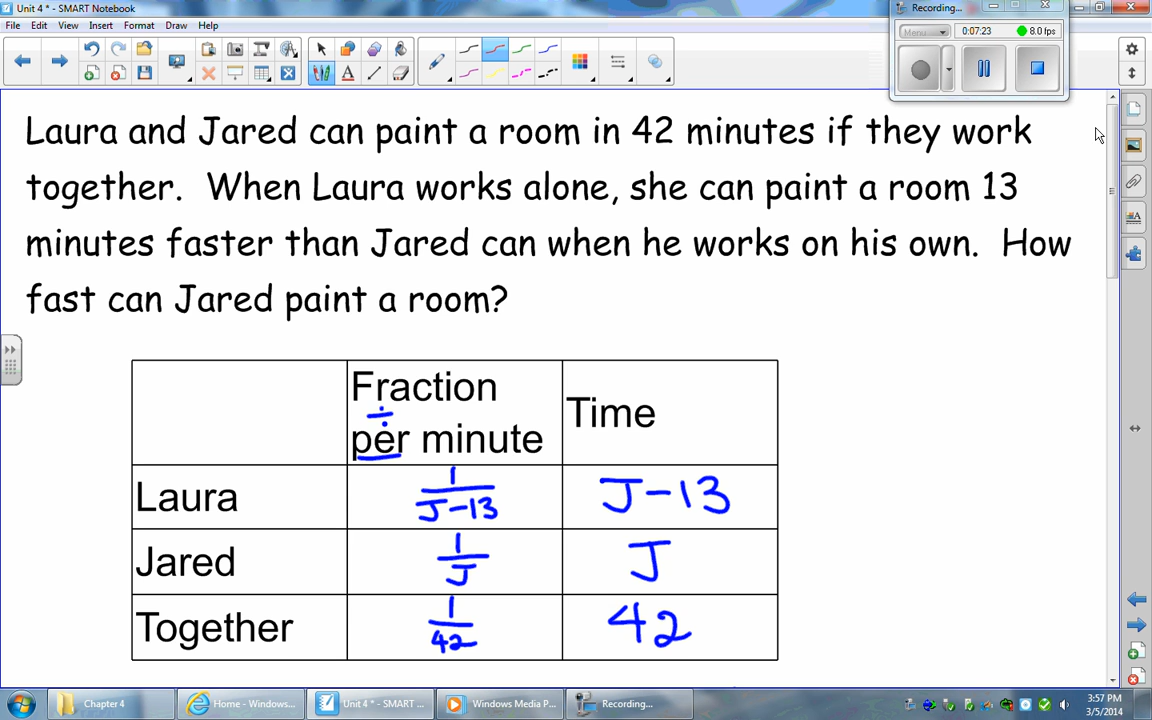 Unit 4 * - SMART Notebook
Recording...
File Edit View Insert Format Draw Help
Menu 0:07:23 8.0 fps
Laura and Jared can paint a room in 42 minutes if they work
together. When Laura works alone, she can paint a room 13
minutes faster than Jared can when he works on his own. How
fast can Jared paint a room?
Fraction
÷
per minute
Time
Laura 1/(J-13) J-13
Jared 1/J J
Together 1/42 42
Chapter 4
Home - Windows...
Unit 4 * - SMART ...
Windows Media P...
Recording...
3:57 PM
3/5/2014